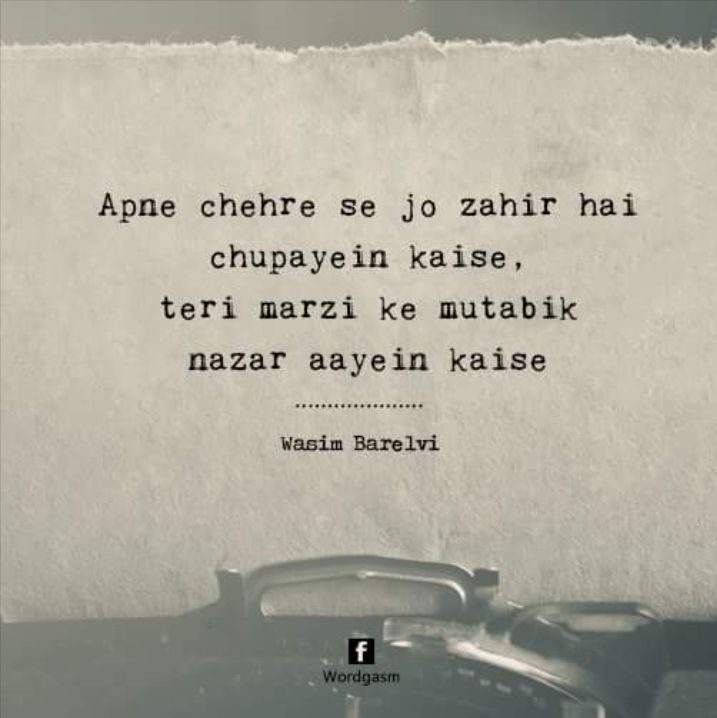 Apne chehre se jo zahir hai
chupayein kaise,
teri marzi ke mutabik
nazar aayein kaise
....................
Wasim Barelvi
f
Wordgasm